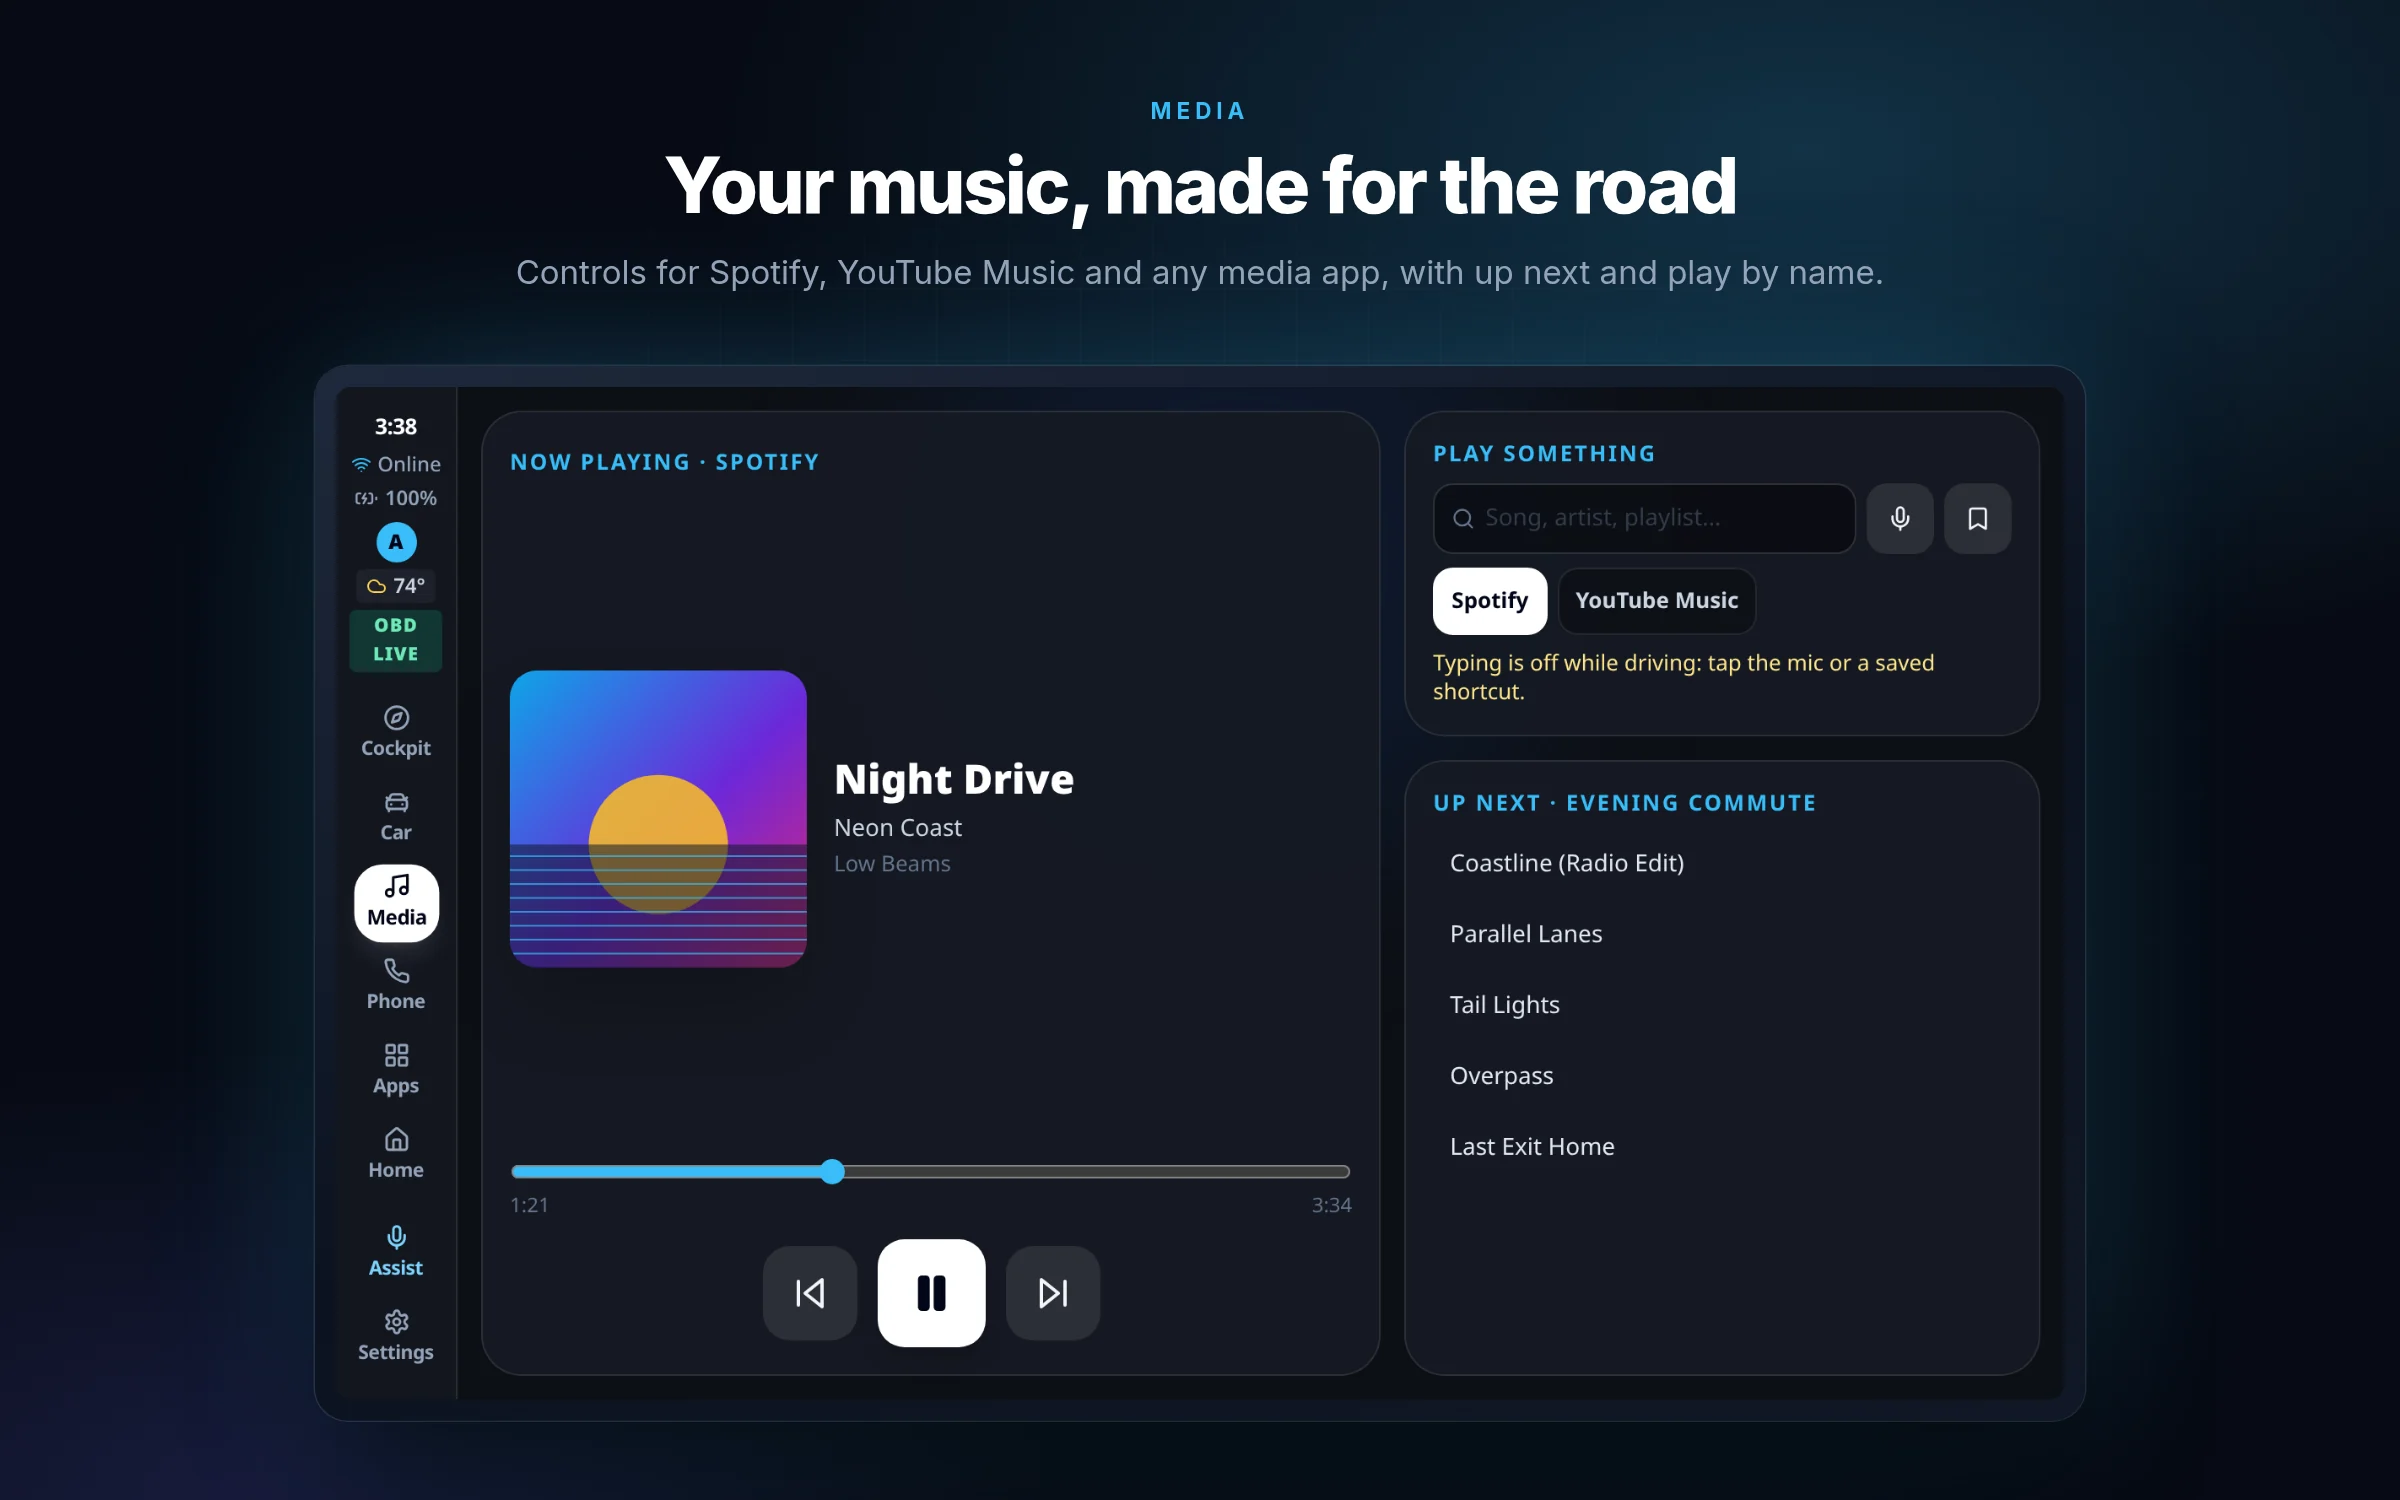 MEDIA
Your music, made for the road
Controls for Spotify, YouTube Music and any media app, with up next and play by name.
3:38
Online
100%
A
74°
OBD
LIVE
Cockpit
Car
Media
Phone
Apps
Home
Assist
Settings
NOW PLAYING · SPOTIFY
Night Drive
Neon Coast
Low Beams
1:21
3:34
PLAY SOMETHING
Song, artist, playlist...
Spotify
YouTube Music
Typing is off while driving: tap the mic or a saved
shortcut.
UP NEXT · EVENING COMMUTE
Coastline (Radio Edit)
Parallel Lanes
Tail Lights
Overpass
Last Exit Home